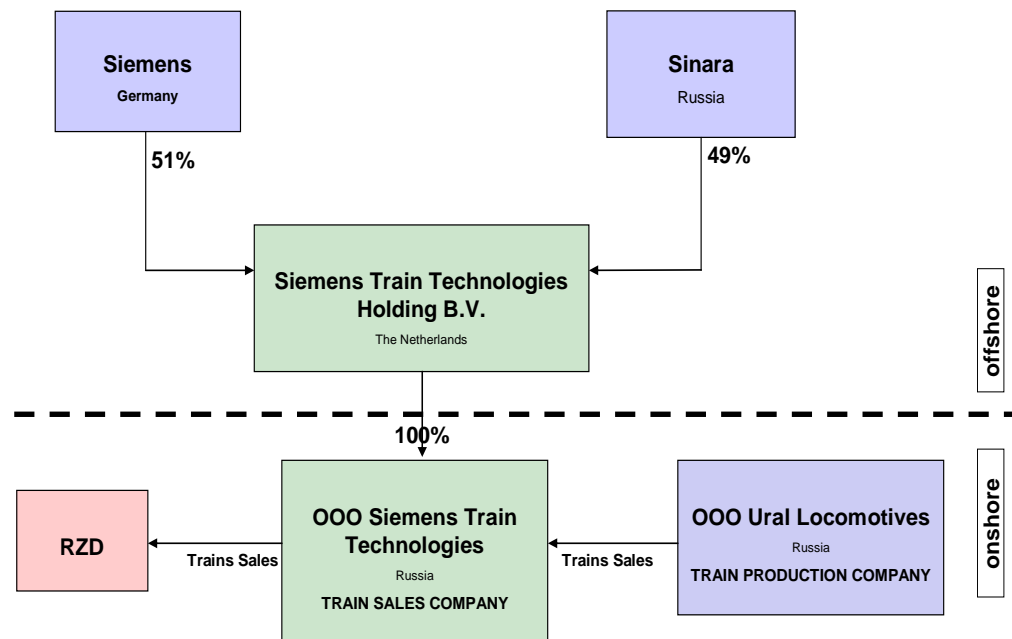 Siemens
Germany
Sinara
Russia
51%
49%
Siemens Train Technologies
Holding B.V.
The Netherlands
offshore
100%
RZD
Trains Sales
OOO Siemens Train
Technologies
Russia
TRAIN SALES COMPANY
Trains Sales
OOO Ural Locomotives
Russia
TRAIN PRODUCTION COMPANY
onshore